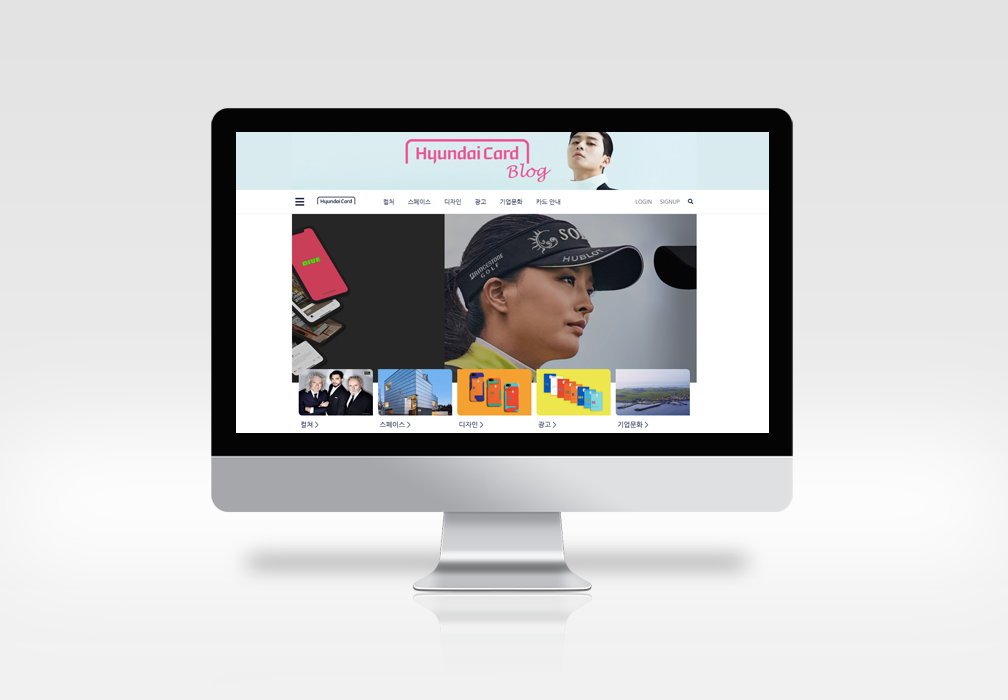 Hyundai Card
Blog
Hyundai Card 컬처 스페이스 디자인 광고 기업문화 카드 안내 LOGIN SIGNUP
DIVE
SO
HUBLOT
BRIDGESTONE
GOLF
컬쳐 >
스페이스 >
디자인 >
광고 >
기업문화 >